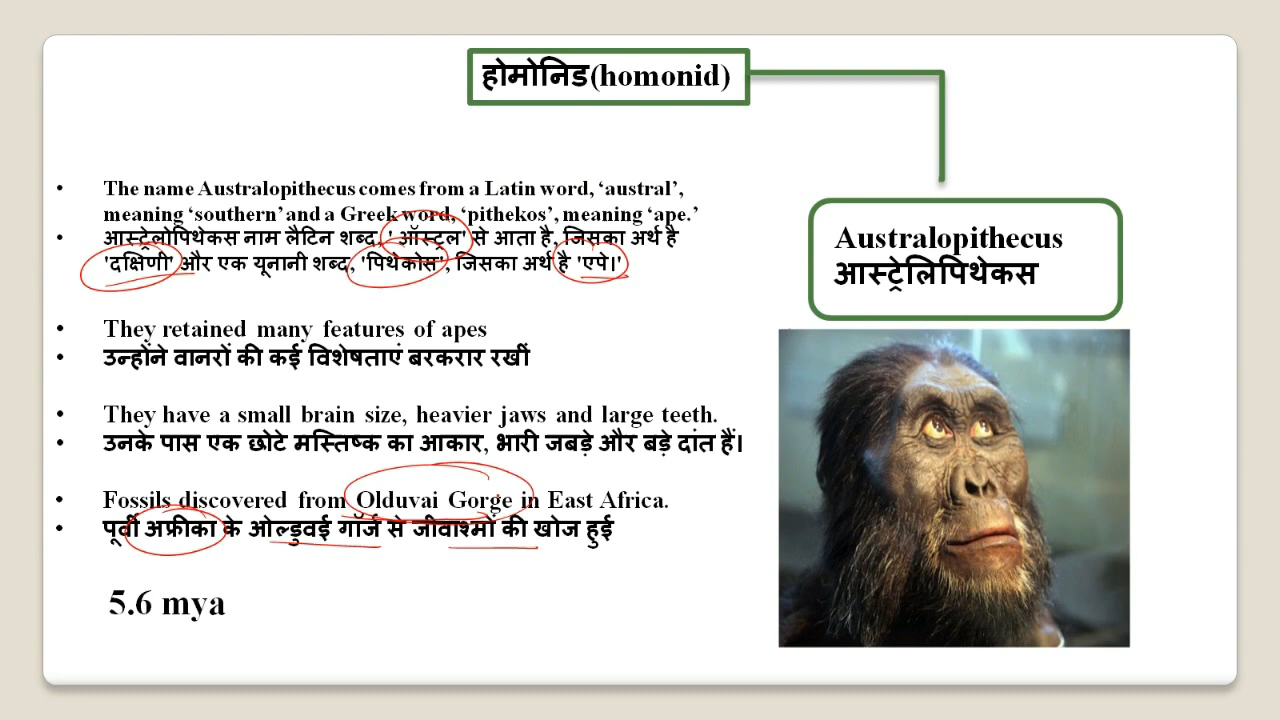 होमोनिड(homonid)
The name Australopithecus comes from a Latin word, ‘austral’,
meaning ‘southern’ and a Greek word, ‘pithekos’, meaning ‘ape.’
आस्ट्रेलोपिथेकस नाम लैटिन शब्द, 'ऑस्ट्रल' से आता है, जिसका अर्थ है
'दक्षिणी' और एक यूनानी शब्द, 'पिथेकोस', जिसका अर्थ है 'एपे।'
They retained many features of apes
उन्होंने वानरों की कई विशेषताएं बरकरार रखीं
They have a small brain size, heavier jaws and large teeth.
उनके पास एक छोटे मस्तिष्क का आकार, भारी जबड़े और बड़े दांत हैं।
Fossils discovered from Olduvai Gorge in East Africa.
पूर्वी अफ्रीका के ओल्डुवई गॉर्ज से जीवाश्मों की खोज हुई
5.6 mya
Australopithecus
आस्ट्रेलिपिथेकस